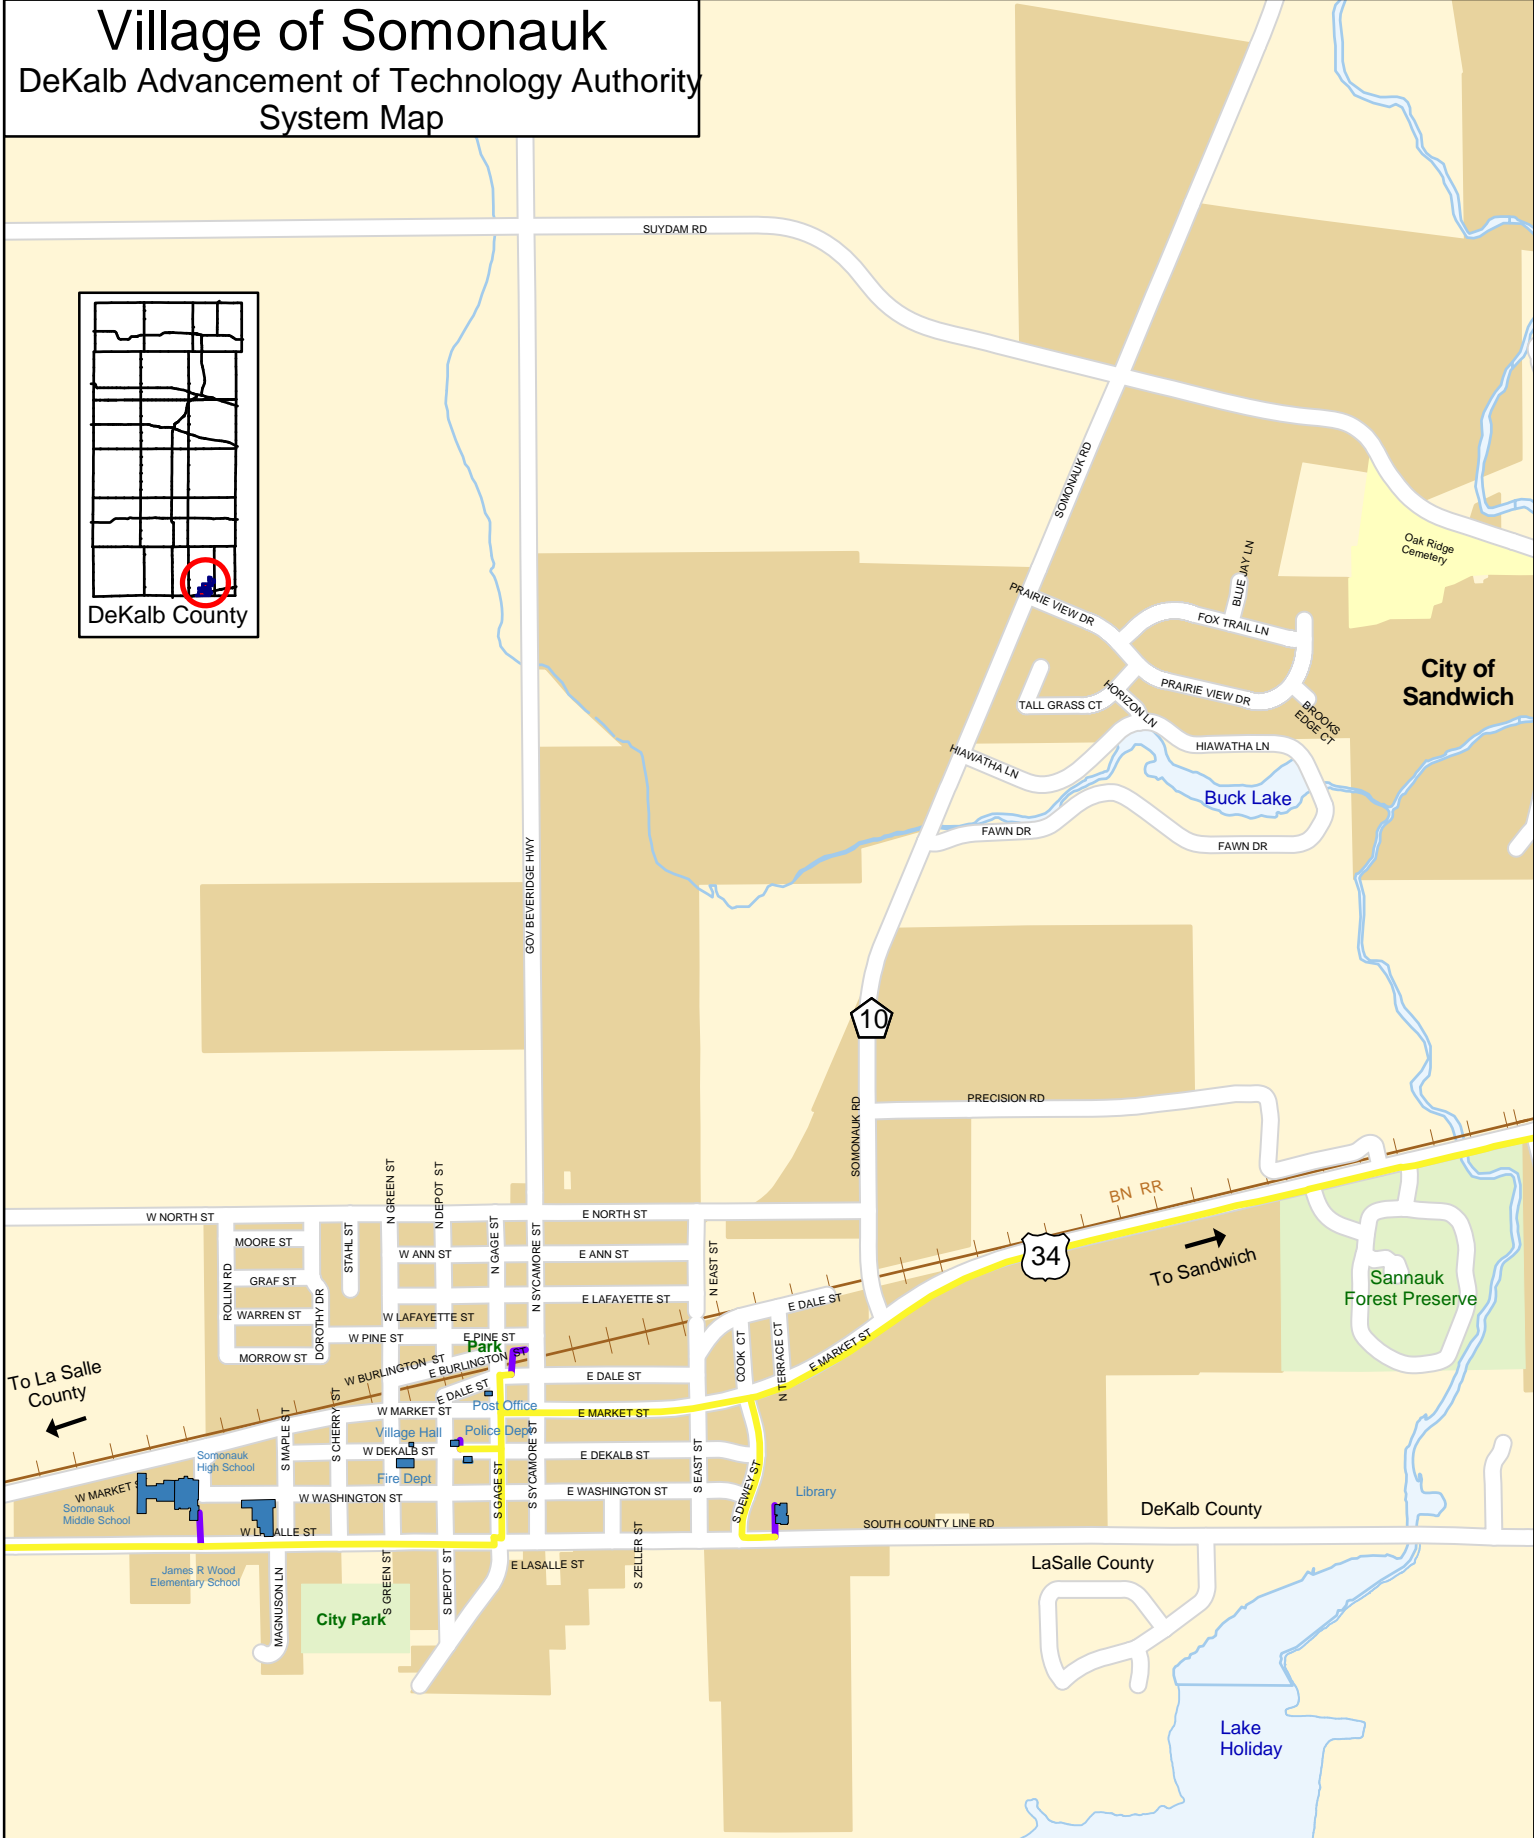 Village of Somonauk
DeKalb Advancement of Technology Authority
System Map
SUYDAM RD
DeKalb County
SOMONAUK RD
Oak Ridge
Cemetery
BLUE JAY LN
PRAIRIE VIEW DR
FOX TRAIL LN
City of
Sandwich
PRAIRIE VIEW DR
HORIZON LN
TALL GRASS CT
BROOKS
EDGE CT
HIAWATHA LN
HIAWATHA LN
Buck Lake
FAWN DR
FAWN DR
GOV BEVERIDGE HWY
10
PRECISION RD
SOMONAUK RD
BN RR
34
To Sandwich
Sannauk
Forest Preserve
W NORTH ST
E NORTH ST
N GREEN ST
N DEPOT ST
N GAGE ST
N SYCAMORE ST
N EAST ST
MOORE ST
STAHL ST
W ANN ST
E ANN ST
ROLLIN RD
GRAF ST
DOROTHY DR
WARREN ST
W LAFAYETTE ST
E LAFAYETTE ST
E DALE ST
W PINE ST
E PINE ST
Park
MORROW ST
W BURLINGTON ST
E BURLINGTON ST
COOK CT
N TERRACE CT
E MARKET ST
To La Salle
County
E DALE ST
E DALE ST
Post Office
W MARKET ST
E MARKET ST
S MAPLE ST
S CHERRY ST
Village Hall
Police Dept
W DEKALB ST
E DEKALB ST
S SYCAMORE ST
S EAST ST
Somonauk
High School
Fire Dept
W MARKET S
S GAGE ST
S DEWEY ST
W WASHINGTON ST
E WASHINGTON ST
Library
Somonauk
Middle School
W L ALLE ST
SOUTH COUNTY LINE RD
DeKalb County
LaSalle County
James R Wood
Elementary School
E LASALLE ST
S ZELLER ST
MAGNUSON LN
S GREEN ST
S DEPOT ST
City Park
Lake
Holiday